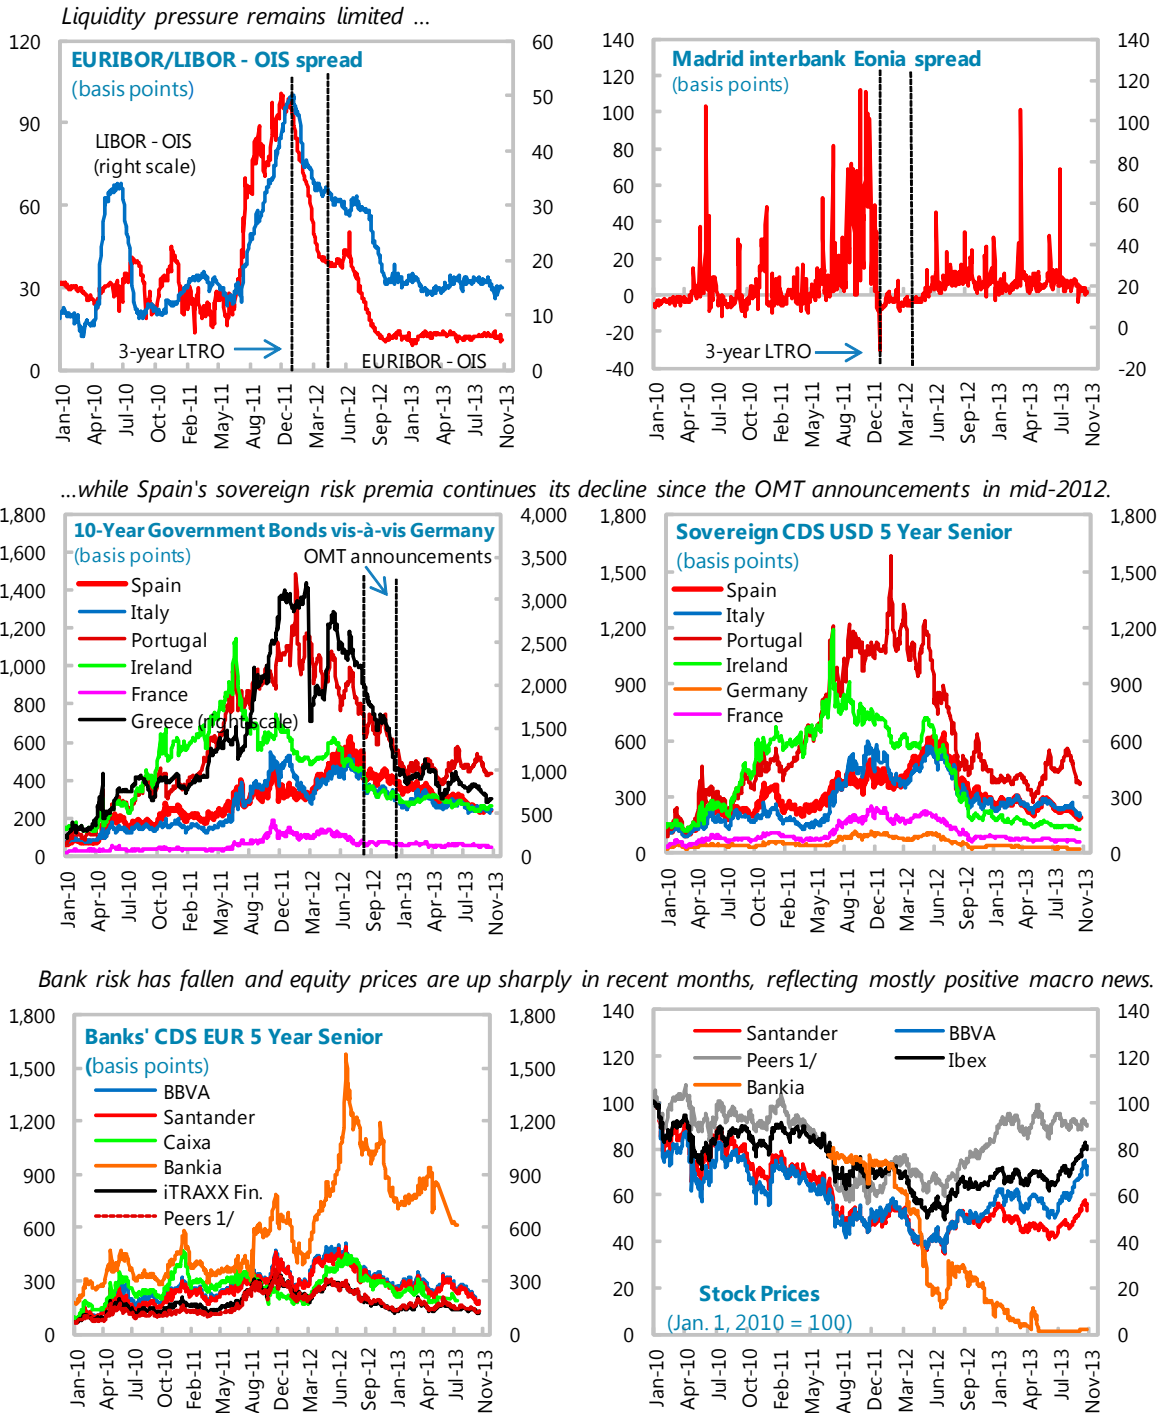 Liquidity pressure remains limited ...
EURIBOR/LIBOR - OIS spread
(basis points)
LIBOR - OIS
(right scale)
3-year LTRO
EURIBOR - OIS
120
90
60
30
0
60
50
40
30
20
10
0
Jan-10
Apr-10
Jul-10
Oct-10
Feb-11
May-11
Aug-11
Dec-11
Mar-12
Jun-12
Sep-12
Jan-13
Apr-13
Jul-13
Nov-13
Madrid interbank Eonia spread
(basis points)
3-year LTRO
140
120
100
80
60
40
20
0
-20
-40
140
120
100
80
60
40
20
0
-20
Jan-10
Apr-10
Jul-10
Oct-10
Feb-11
May-11
Aug-11
Dec-11
Mar-12
Jun-12
Sep-12
Jan-13
Apr-13
Jul-13
Nov-13
...while Spain's sovereign risk premia continues its decline since the OMT announcements in mid-2012.
10-Year Government Bonds vis-à-vis Germany
(basis points)
OMT announcements
Spain
Italy
Portugal
Ireland
France
Greece (right scale)
1,800
1,600
1,400
1,200
1,000
800
600
400
200
0
4,000
3,500
3,000
2,500
2,000
1,500
1,000
500
0
Jan-10
Apr-10
Jul-10
Oct-10
Feb-11
May-11
Aug-11
Dec-11
Mar-12
Jun-12
Sep-12
Jan-13
Apr-13
Jul-13
Nov-13
Sovereign CDS USD 5 Year Senior
(basis points)
Spain
Italy
Portugal
Ireland
Germany
France
1,800
1,500
1,200
900
600
300
0
1,800
1,500
1,200
900
600
300
0
Jan-10
Apr-10
Jul-10
Oct-10
Feb-11
May-11
Aug-11
Dec-11
Mar-12
Jun-12
Sep-12
Jan-13
Apr-13
Jul-13
Nov-13
Bank risk has fallen and equity prices are up sharply in recent months, reflecting mostly positive macro news.
Banks' CDS EUR 5 Year Senior
(basis points)
BBVA
Santander
Caixa
Bankia
iTRAXX Fin.
Peers 1/
1,800
1,500
1,200
900
600
300
0
1,800
1,500
1,200
900
600
300
0
Jan-10
Apr-10
Jul-10
Oct-10
Feb-11
May-11
Aug-11
Dec-11
Mar-12
Jun-12
Sep-12
Jan-13
Apr-13
Jul-13
Nov-13
Santander
BBVA
Peers 1/
Ibex
Bankia
Stock Prices
(Jan. 1, 2010 = 100)
140
120
100
80
60
40
20
0
140
120
100
80
60
40
20
0
Jan-10
Apr-10
Jul-10
Oct-10
Feb-11
May-11
Aug-11
Dec-11
Mar-12
Jun-12
Sep-12
Jan-13
Apr-13
Jul-13
Nov-13